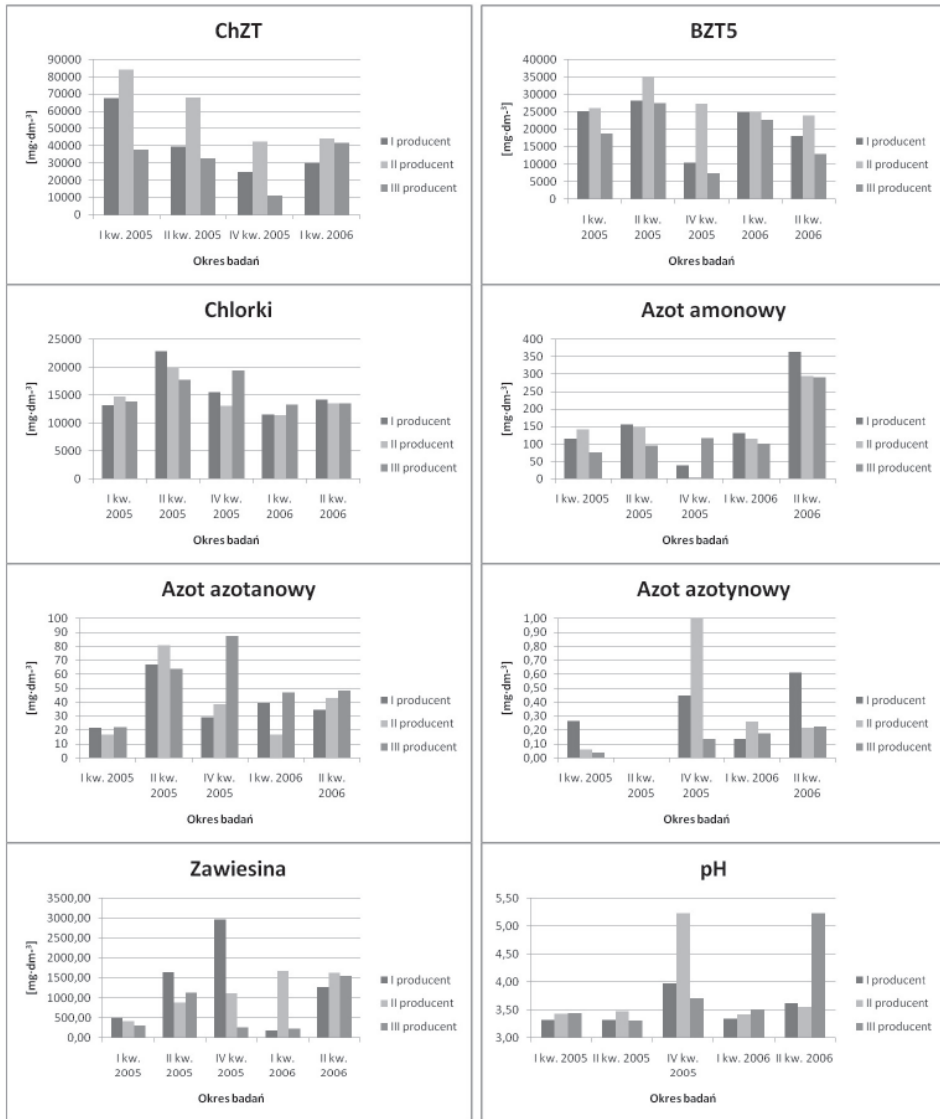 ChZT
[mg·dm-³]
90000
80000
70000
60000
50000
40000
30000
20000
10000
0
I kw. 2005 II kw. 2005 IV kw. 2005 I kw. 2006
Okres badań
I producent
II producent
III producent
BZT5
[mg·dm-³]
40000
35000
30000
25000
20000
15000
10000
5000
0
I kw. 2005 II kw. 2005 IV kw. 2005 I kw. 2006 II kw. 2006
Okres badań
I producent
II producent
III producent
Chlorki
[mg·dm-³]
25000
20000
15000
10000
5000
0
I kw. 2005 II kw. 2005 IV kw. 2005 I kw. 2006 II kw. 2006
Okres badań
I producent
II producent
III producent
Azot amonowy
[mg·dm-³]
400
350
300
250
200
150
100
50
0
I kw. 2005 II kw. 2005 IV kw. 2005 I kw. 2006 II kw. 2006
Okres badań
I producent
II producent
III producent
Azot azotanowy
[mg·dm-³]
100
90
80
70
60
50
40
30
20
10
0
I kw. 2005 II kw. 2005 IV kw. 2005 I kw. 2006 II kw. 2006
Okres badań
I producent
II producent
III producent
Azot azotynowy
[mg·dm-³]
1,00
0,90
0,80
0,70
0,60
0,50
0,40
0,30
0,20
0,10
0,00
I kw. 2005 II kw. 2005 IV kw. 2005 I kw. 2006 II kw. 2006
Okres badań
I producent
II producent
III producent
Zawiesina
[mg·dm-³]
3500,00
3000,00
2500,00
2000,00
1500,00
1000,00
500,00
0,00
I kw. 2005 II kw. 2005 IV kw. 2005 I kw. 2006 II kw. 2006
Okres badań
I producent
II producent
III producent
pH
5,50
5,00
4,50
4,00
3,50
3,00
I kw. 2005 II kw. 2005 IV kw. 2005 I kw. 2006 II kw. 2006
Okres badań
I producent
II producent
III producent